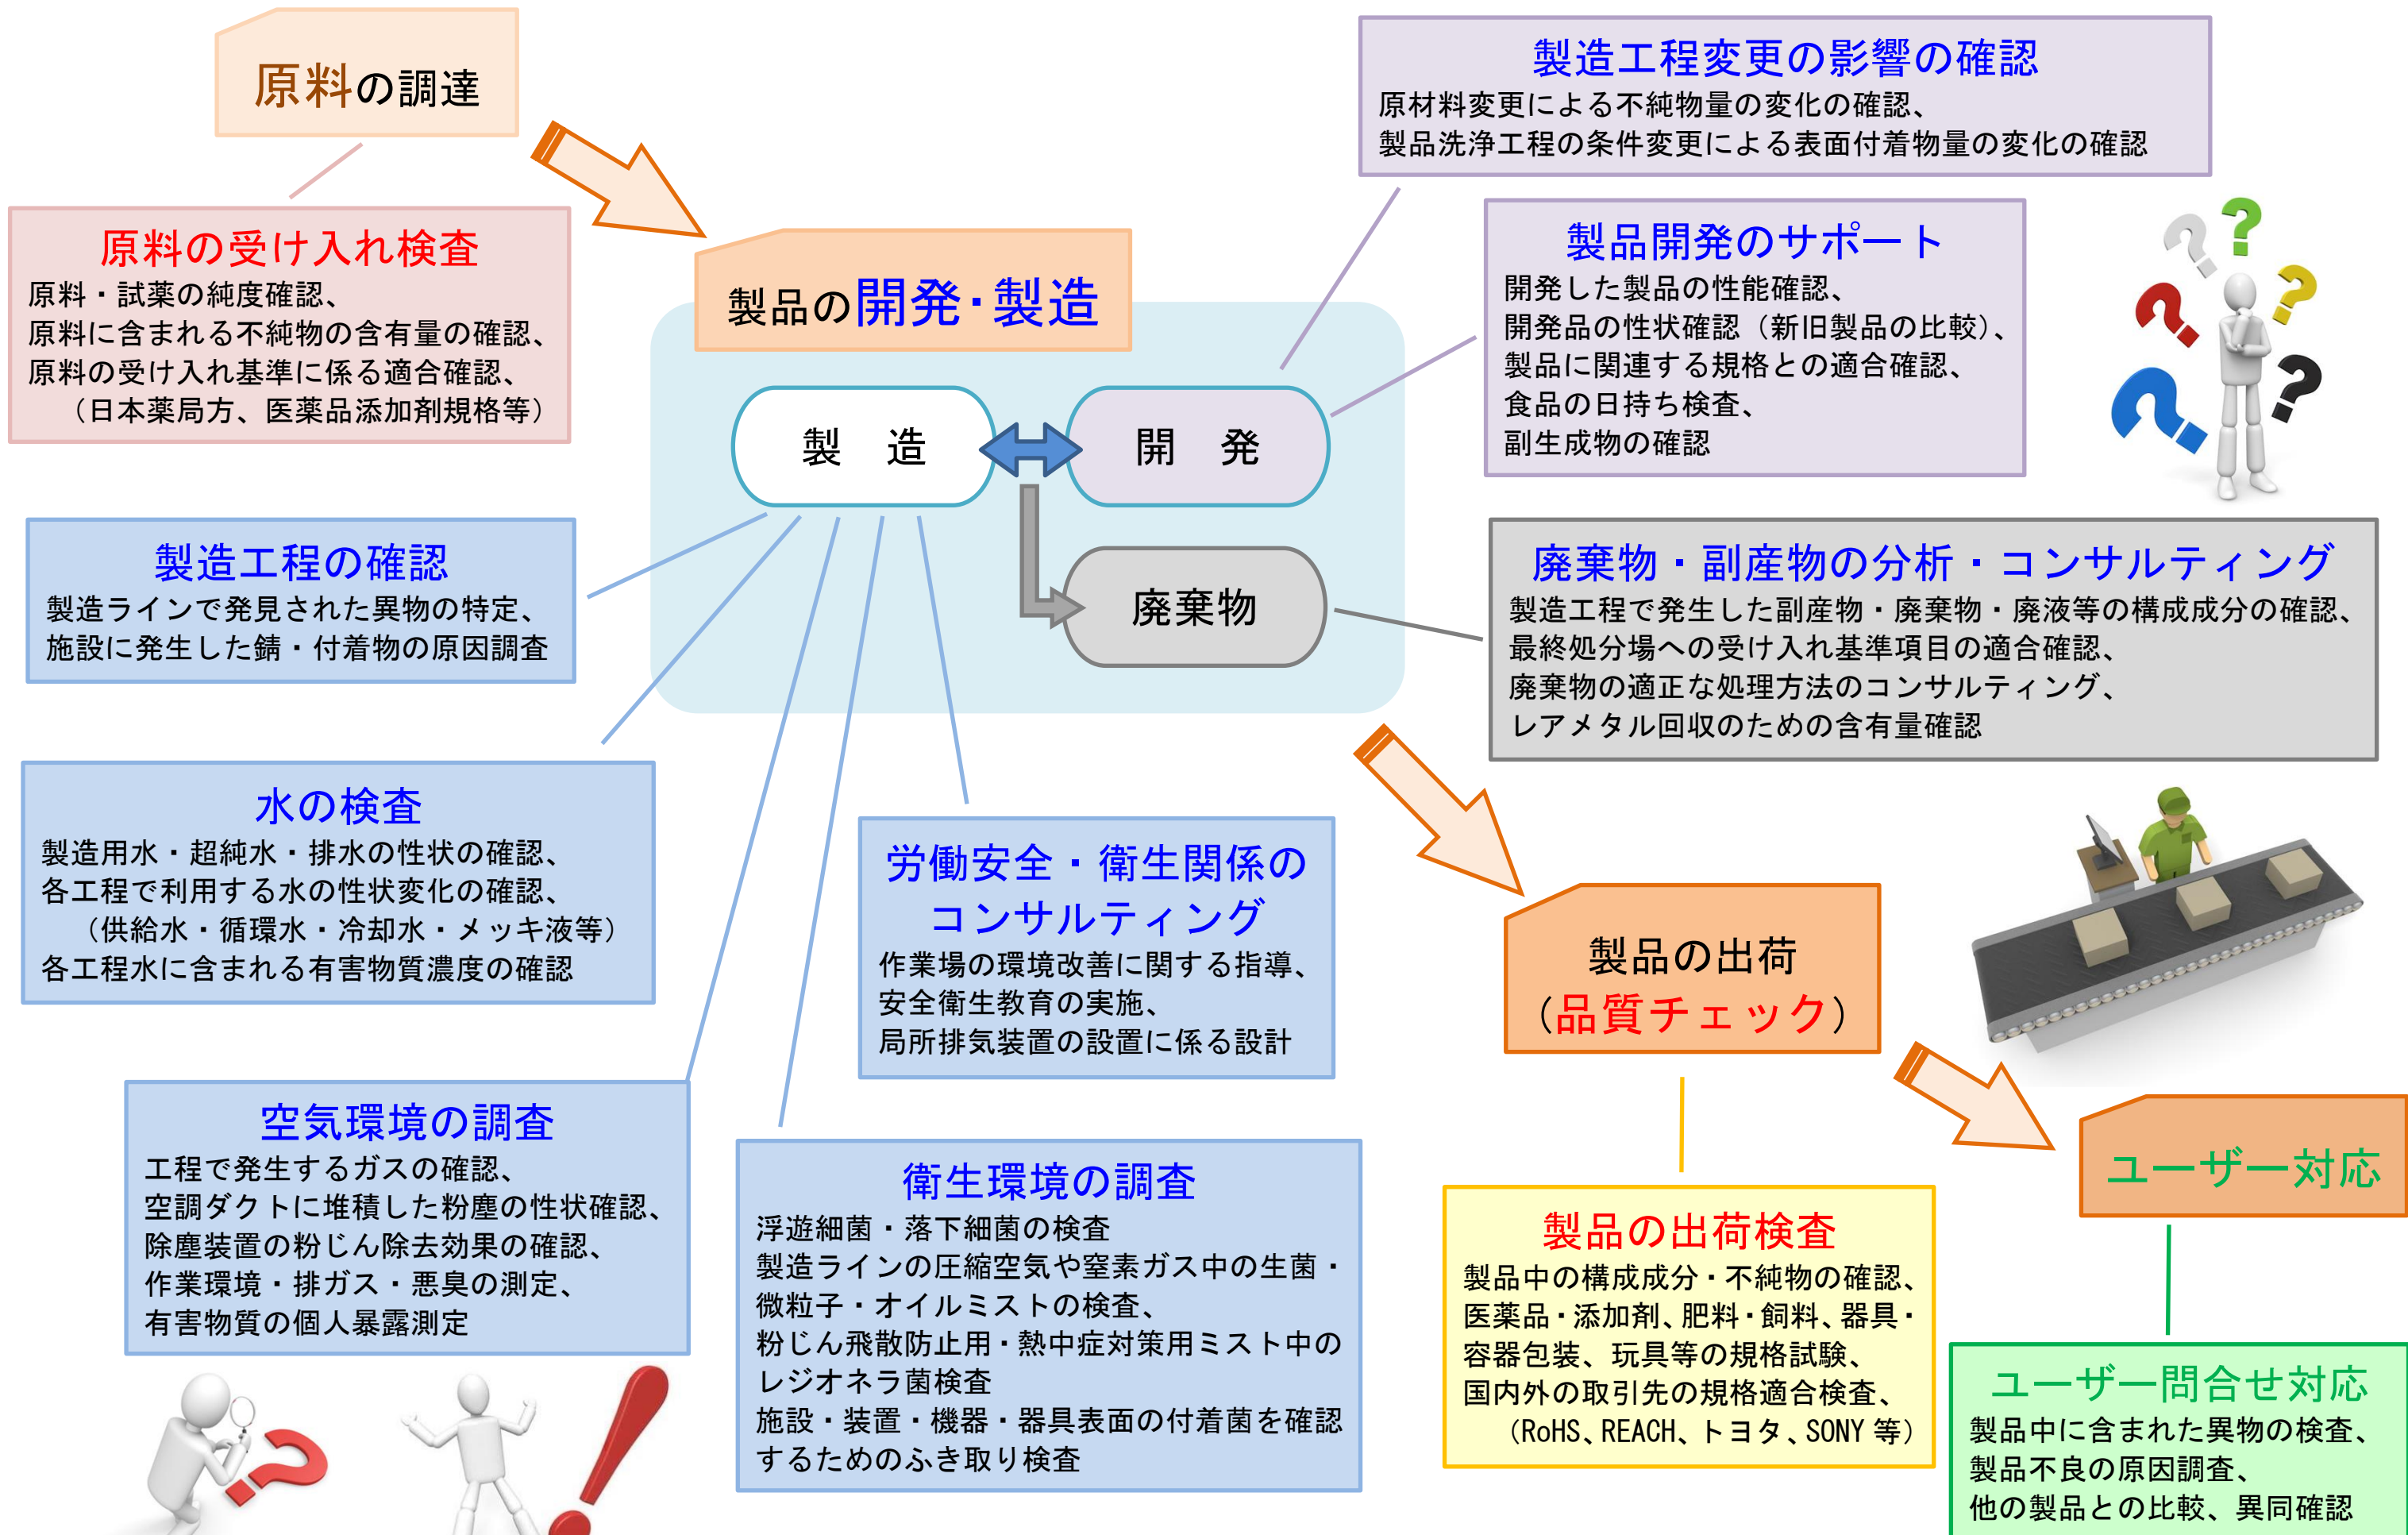 原料の調達
原料の受け入れ検査
原料・試薬の純度確認、
原料に含まれる不純物の含有量の確認、
原料の受け入れ基準に係る適合確認、
（日本薬局方、医薬品添加剤規格等）
製品の開発・製造
製　造
開　発
廃棄物
製造工程変更の影響の確認
原材料変更による不純物量の変化の確認、
製品洗浄工程の条件変更による表面付着物量の変化の確認
製品開発のサポート
開発した製品の性能確認、
開発品の性状確認（新旧製品の比較）、
製品に関連する規格との適合確認、
食品の日持ち検査、
副生成物の確認
廃棄物・副産物の分析・コンサルティング
製造工程で発生した副産物・廃棄物・廃液等の構成成分の確認、
最終処分場への受け入れ基準項目の適合確認、
廃棄物の適正な処理方法のコンサルティング、
レアメタル回収のための含有量確認
製造工程の確認
製造ラインで発見された異物の特定、
施設に発生した錆・付着物の原因調査
水の検査
製造用水・超純水・排水の性状の確認、
各工程で利用する水の性状変化の確認、
（供給水・循環水・冷却水・メッキ液等）
各工程水に含まれる有害物質濃度の確認
空気環境の調査
工程で発生するガスの確認、
空調ダクトに堆積した粉塵の性状確認、
除塵装置の粉じん除去効果の確認、
作業環境・排ガス・悪臭の測定、
有害物質の個人暴露測定
労働安全・衛生関係の
コンサルティング
作業場の環境改善に関する指導、
安全衛生教育の実施、
局所排気装置の設置に係る設計
衛生環境の調査
浮遊細菌・落下細菌の検査
製造ラインの圧縮空気や窒素ガス中の生菌・
微粒子・オイルミストの検査、
粉じん飛散防止用・熱中症対策用ミスト中の
レジオネラ菌検査
施設・装置・機器・器具表面の付着菌を確認
するためのふき取り検査
製品の出荷
（品質チェック）
製品の出荷検査
製品中の構成成分・不純物の確認、
医薬品・添加剤、肥料・飼料、器具・
容器包装、玩具等の規格試験、
国内外の取引先の規格適合検査、
（RoHS、REACH、トヨタ、SONY 等）
ユーザー対応
ユーザー問合せ対応
製品中に含まれた異物の検査、
製品不良の原因調査、
他の製品との比較、異同確認